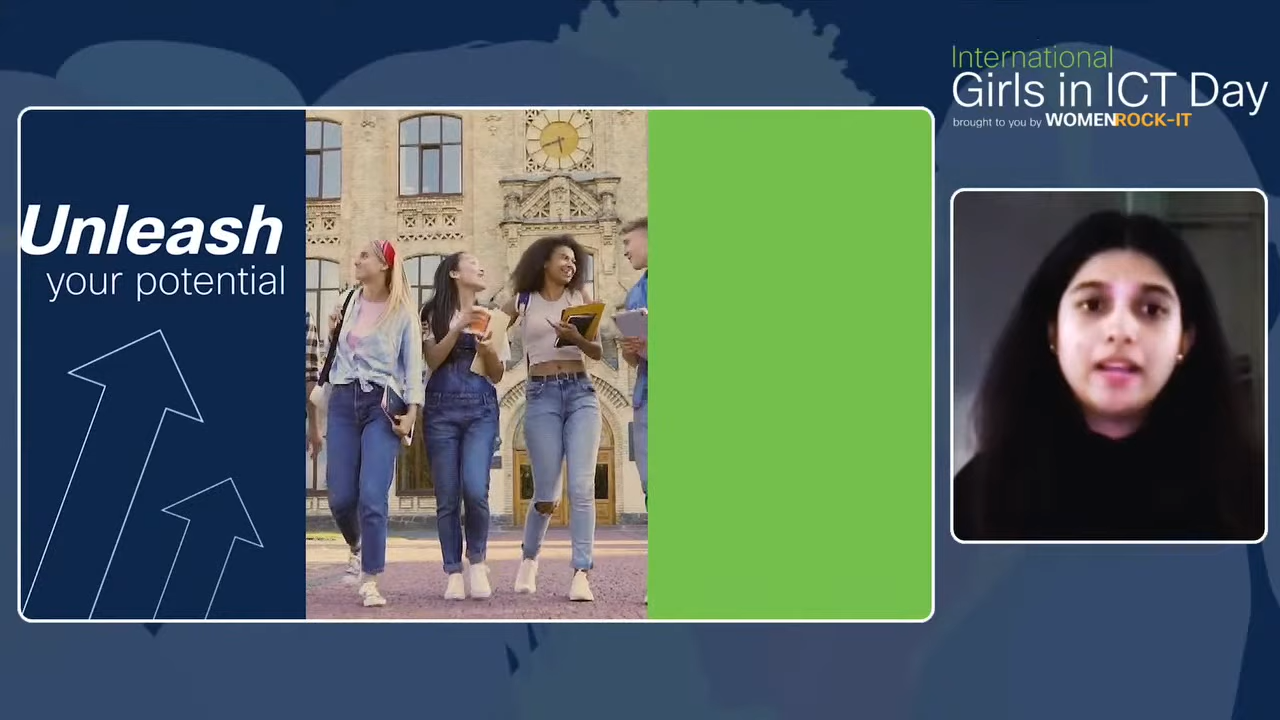 International
Girls in ICT Day
brought to you by WOMENROCK-IT
Unleash
your potential